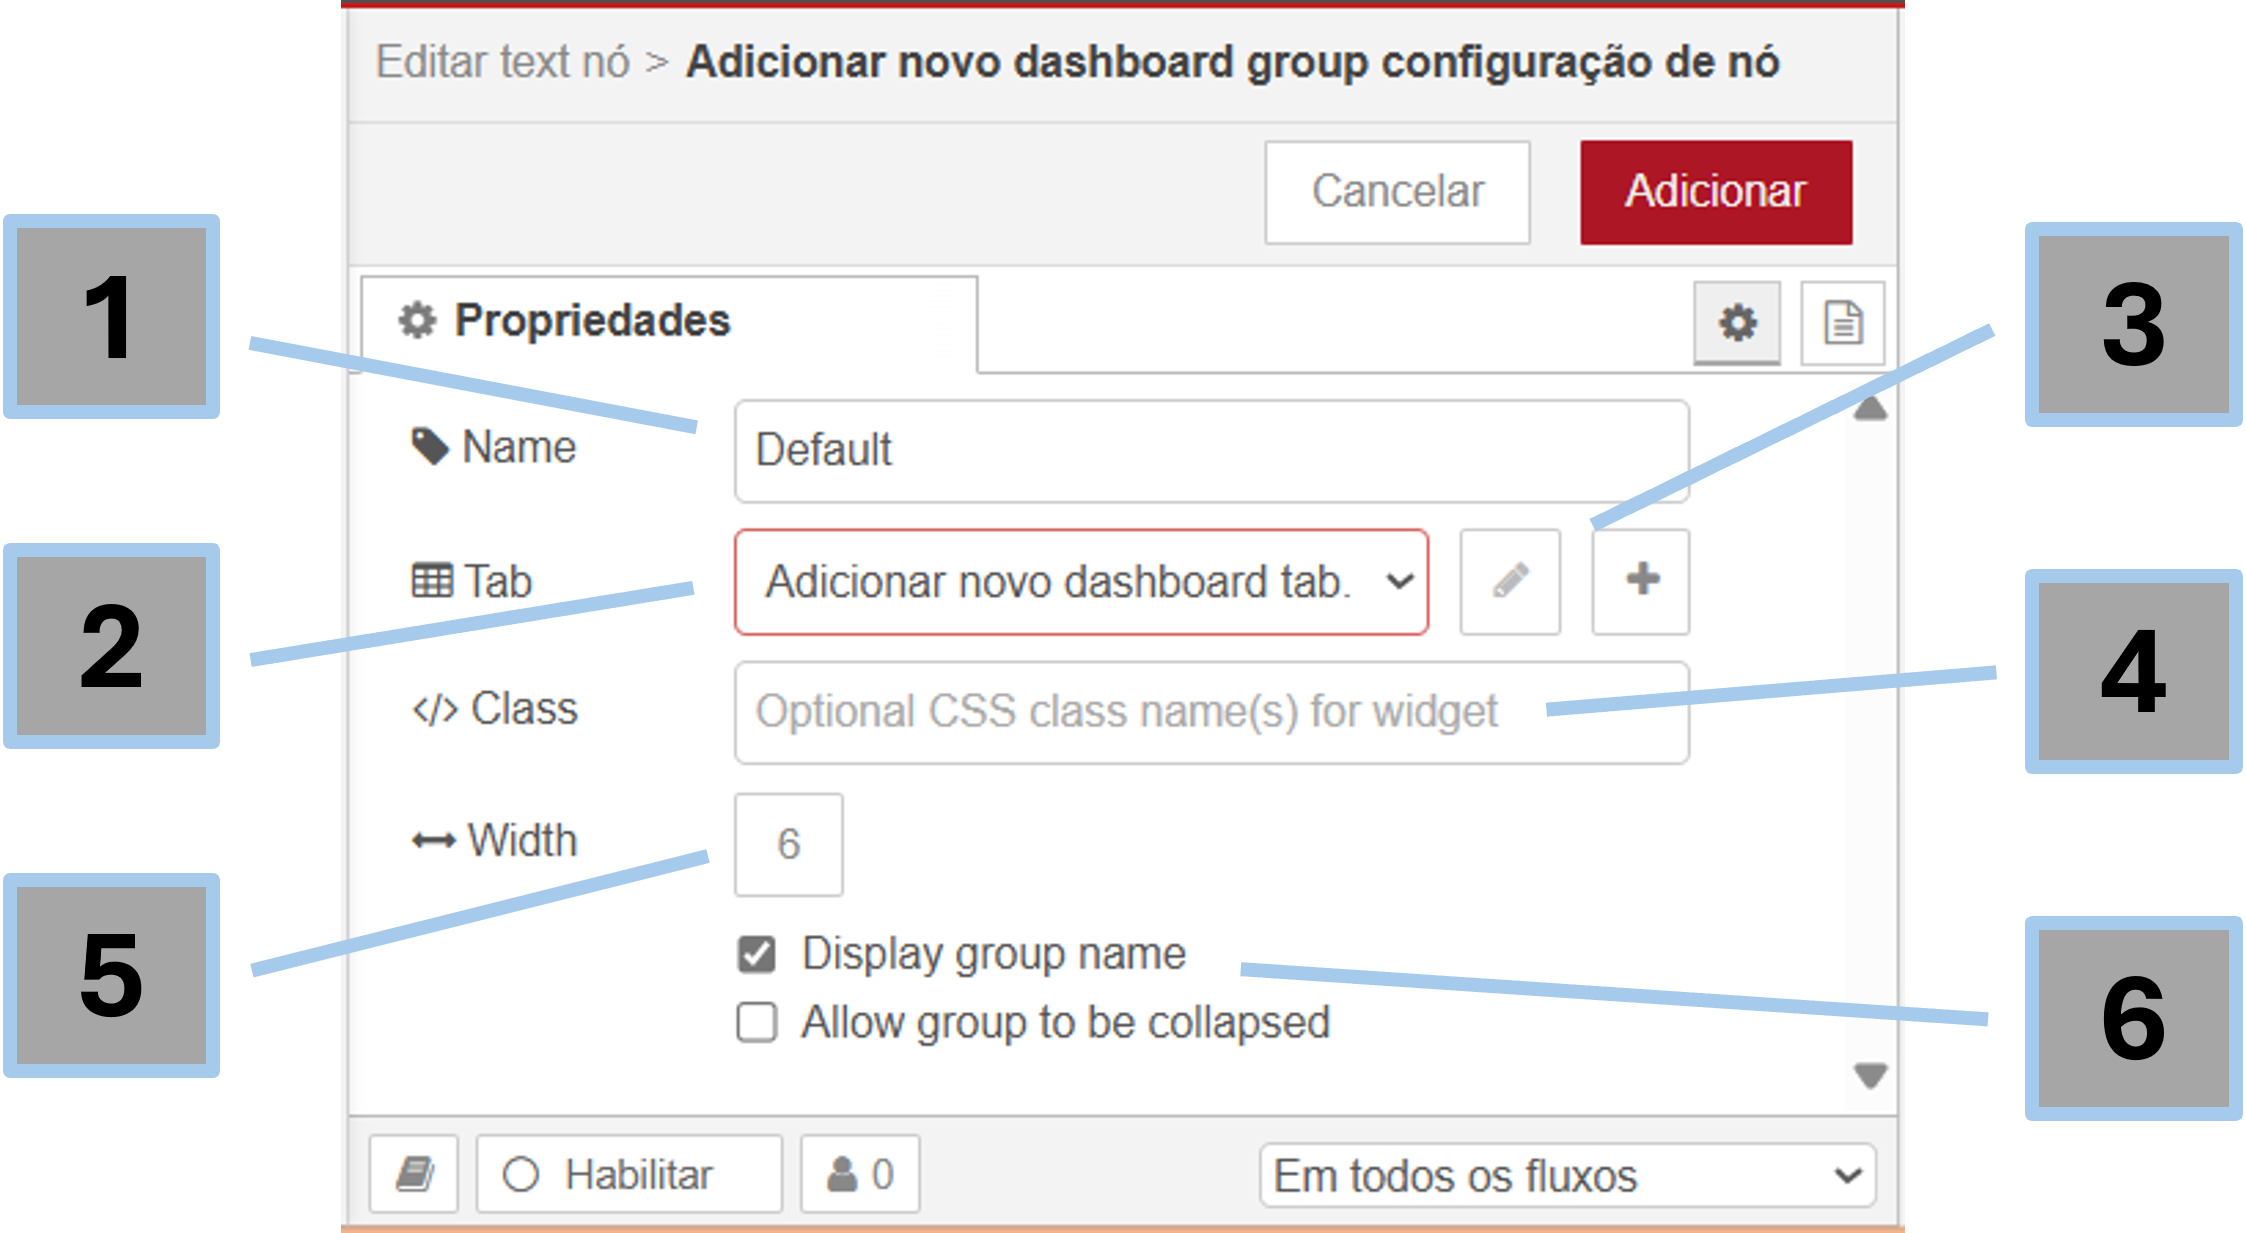 Editar text nó > Adicionar novo dashboard group configuração de nó
Cancelar
Adicionar
Propriedades
1
3
Name
Default
Tab
Adicionar novo dashboard tab.
2
4
</> Class
Optional CSS class name(s) for widget
Width
6
5
Display group name
6
Allow group to be collapsed
Habilitar
0
Em todos os fluxos